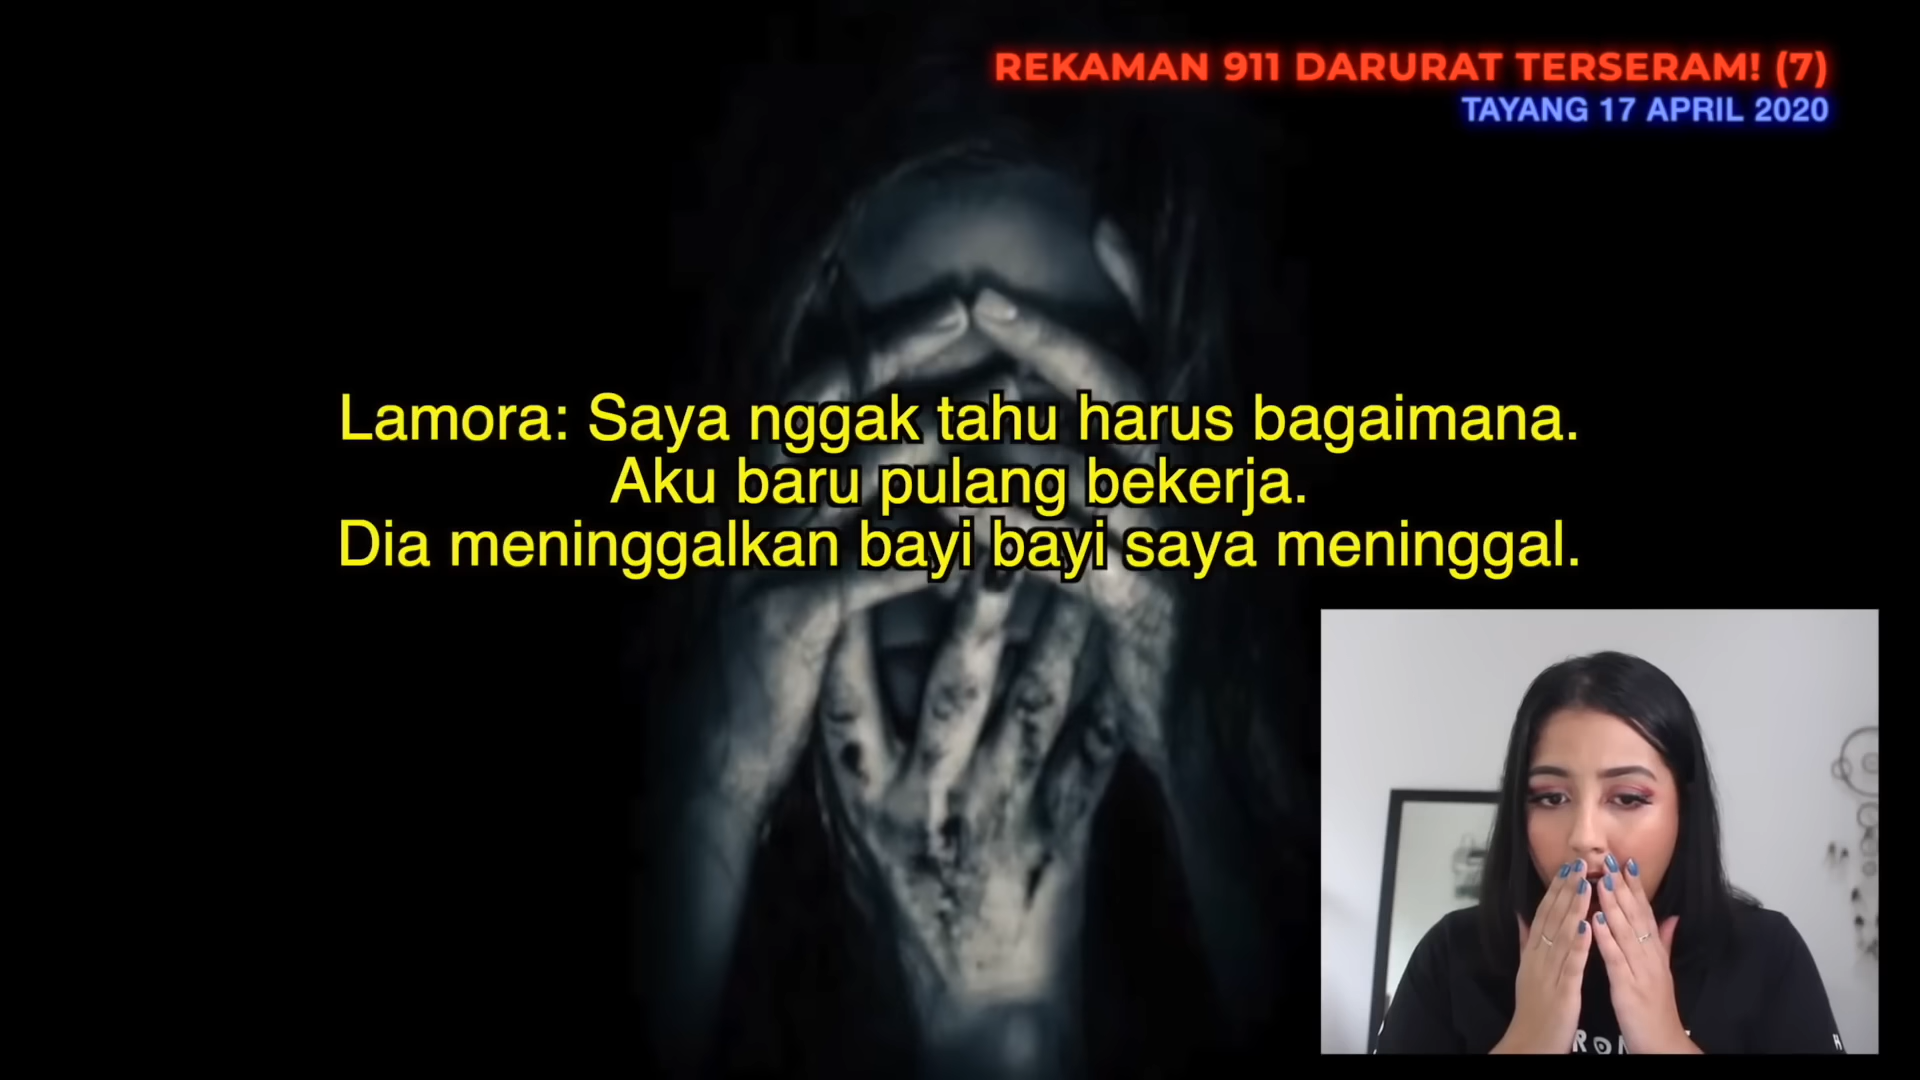 REKAMAN 911 DARURAT TERSERAM! (7)
TAYANG 17 APRIL 2020
Lamora: Saya nggak tahu harus bagaimana.
Aku baru pulang bekerja.
Dia meninggalkan bayi bayi saya meninggal.